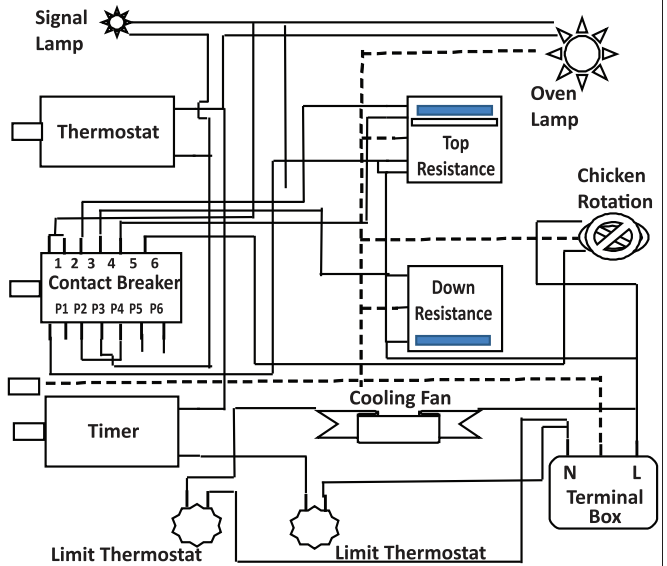 Signal
Lamp
Oven
Lamp
Thermostat
Top
Resistance
Chicken
Rotation
1 2 3 4 5 6
Contact Breaker
P1 P2 P3 P4 P5 P6
Down
Resistance
Cooling Fan
Timer
N L
Terminal
Box
Limit Thermostat
Limit Thermostat